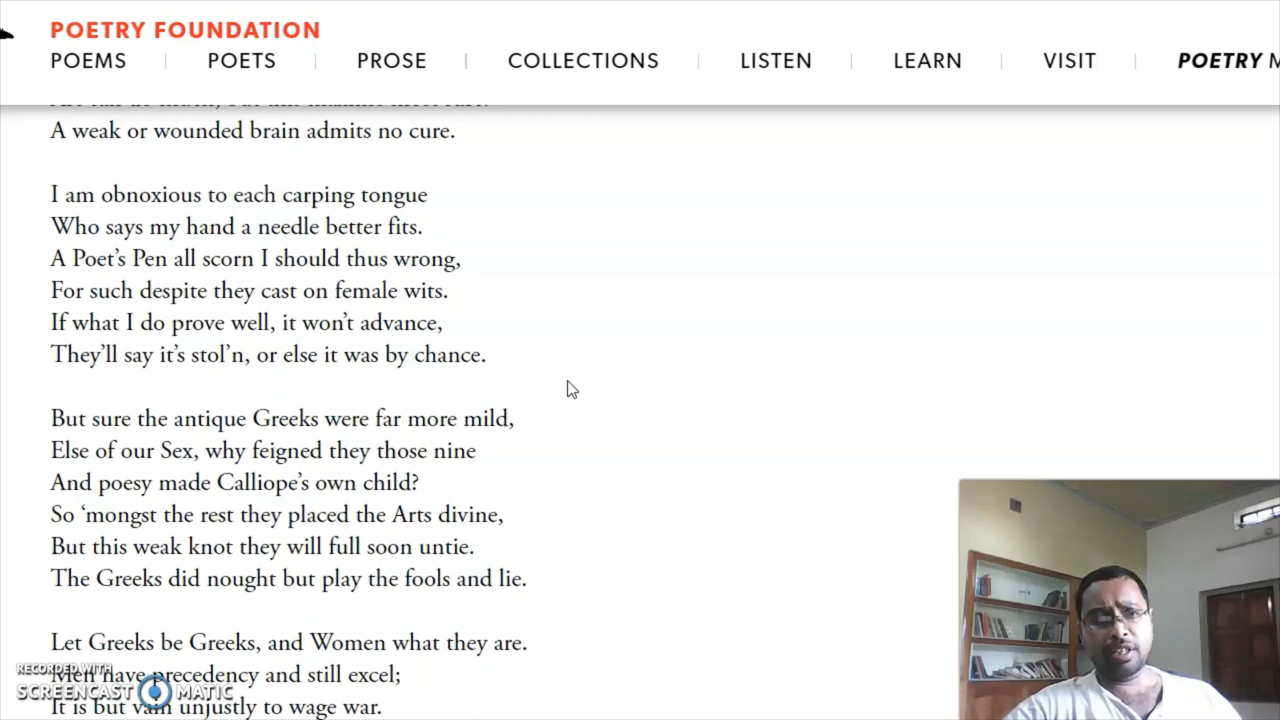 POETRY FOUNDATION
POEMS POETS PROSE COLLECTIONS LISTEN LEARN VISIT POETRY M
A weak or wounded brain admits no cure.
I am obnoxious to each carping tongue
Who says my hand a needle better fits.
A Poet’s Pen all scorn I should thus wrong,
For such despite they cast on female wits.
If what I do prove well, it won’t advance,
They’ll say it’s stol’n, or else it was by chance.
But sure the antique Greeks were far more mild,
Else of our Sex, why feigned they those nine
And poesy made Calliope’s own child?
So ‘mongst the rest they placed the Arts divine,
But this weak knot they will full soon untie.
The Greeks did nought but play the fools and lie.
Let Greeks be Greeks, and Women what they are.
Men have precedency and still excel;
It is but vain unjustly to wage war.
RECORDED WITH
SCREENCAST MATIC